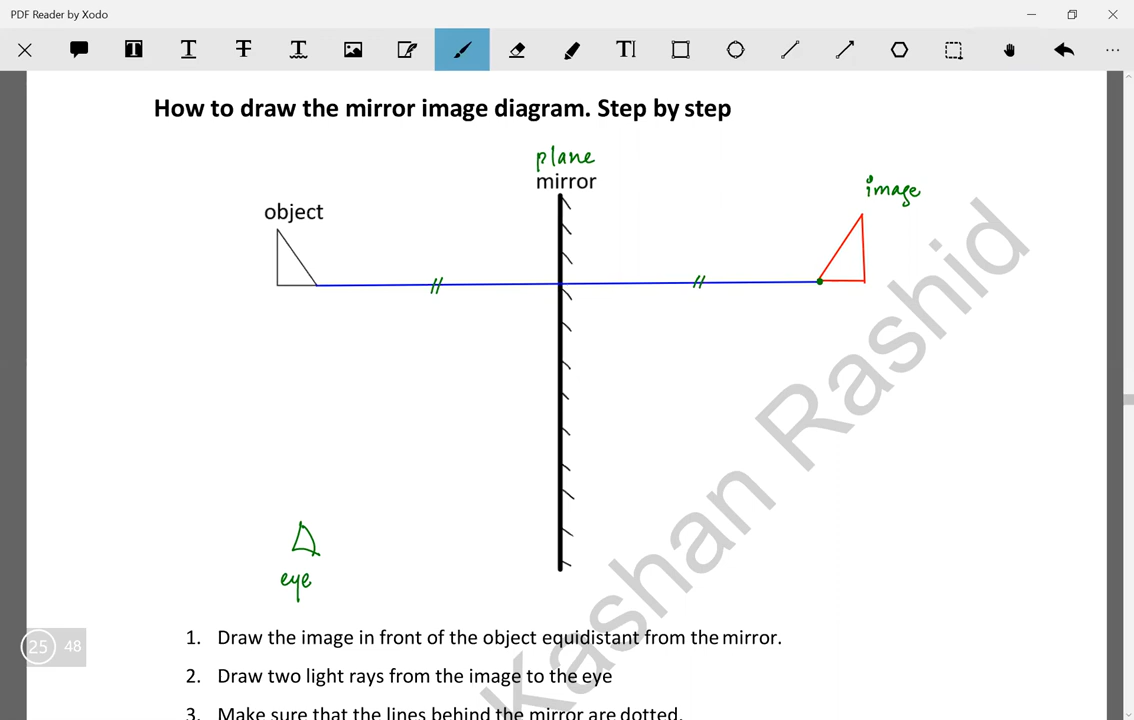 PDF Reader by Xodo
How to draw the mirror image diagram. Step by step
plane
mirror
image
object
eye
1. Draw the image in front of the object equidistant from the mirror.
25 48
2. Draw two light rays from the image to the eye
3. Make sure that the lines behind the mirror are dotted.
Kashan Rashid